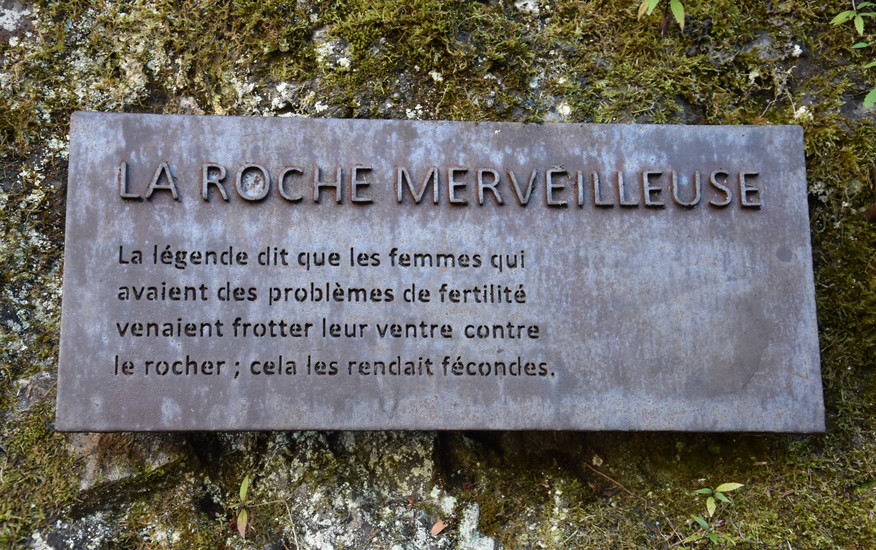 LA ROCHE MERVEILLEUSE
La légende dit que les femmes qui
avaient des problèmes de fertilité
venaient frotter leur ventre contre
le rocher ; cela les rendait fécondes.